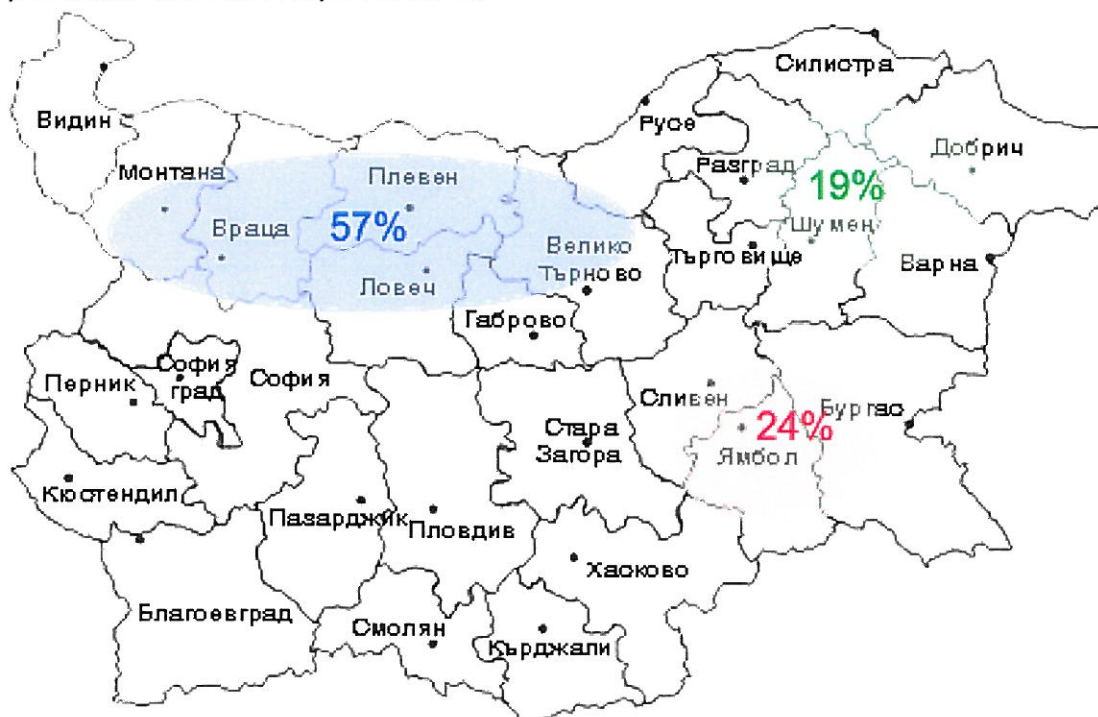 Силистра
Видин
Русе
Добрич
Монтана
Плевен
Разград
19%
Враца
57%
Шумен
Велико
Търново
Търговище
Варна
Ловеч
Габрово
София
град
София
Перник
Сливен
Бургас
24%
Стара
Загора
Ямбол
Кюстендил
Пазарджик
Пловдив
Хасково
Благоевград
Смолян
Кърджали